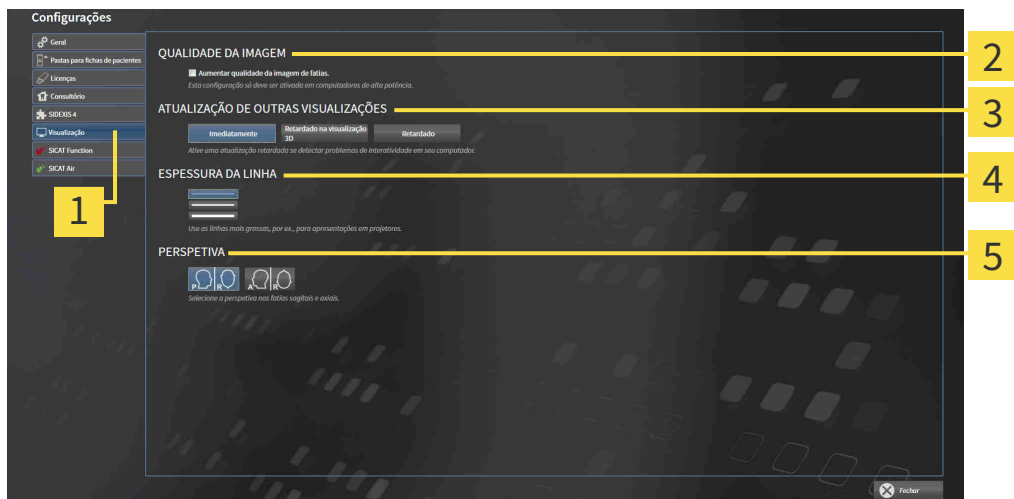 Configurações
Geral
Pastas para fichas de pacientes
Licenças
Consultório
SIDEXIS 4
Visualização
SICAT Function
SICAT Air
1
QUALIDADE DA IMAGEM
2
Aumentar qualidade da imagem de fatias.
Esta configuração só deve ser ativada em computadores de alta potência.
ATUALIZAÇÃO DE OUTRAS VISUALIZAÇÕES
3
Imediatamente
Retardado na visualização
3D
Retardado
Ative uma atualização retardada se detectar problemas de interatividade em seu computador.
ESPESSURA DA LINHA
4
Use as linhas mais grossas, por ex., para apresentações em projetores.
PERSPETIVA
5
P R
A R
Selecione a perspetiva nas fatias sagitais e axiais.
Fechar